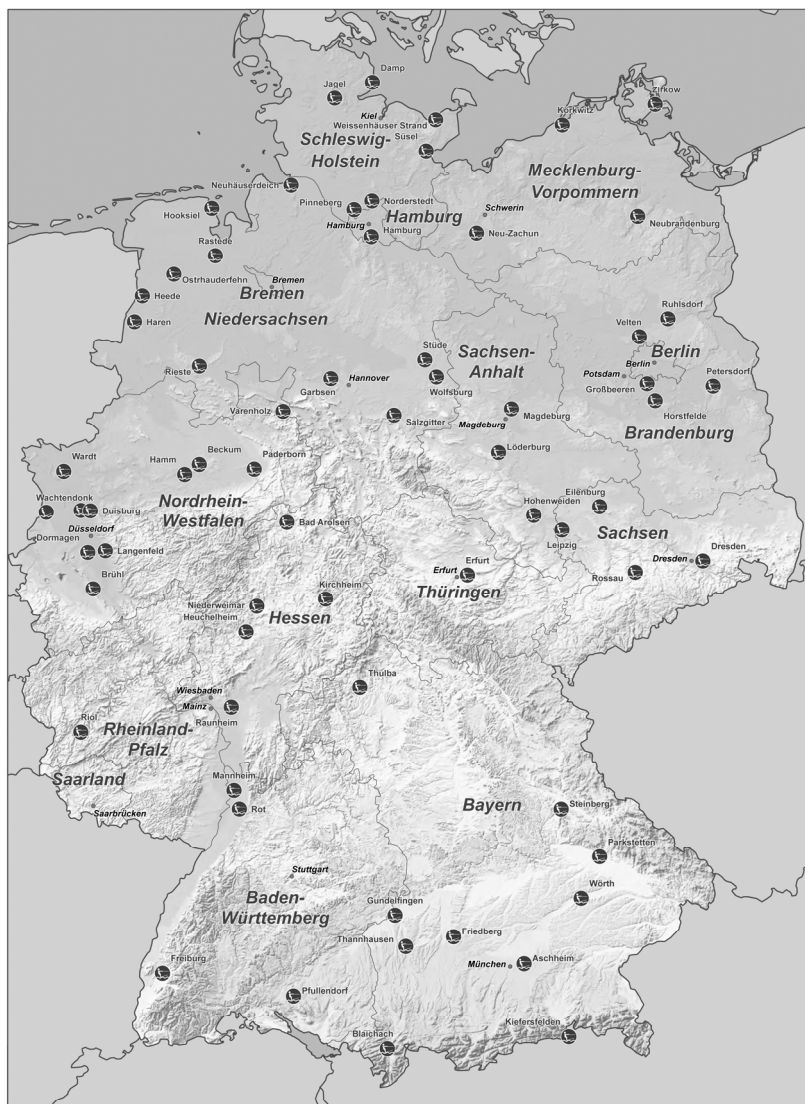 Damp
Jagel
Zirkow
Kiel
Weissenhäuser Strand
Korkwitz
Süsel
Schleswig-
Holstein
Mecklenburg-
Vorpommern
Neuhäuserdeich
Pinneberg
Norderstedt
Hooksiel
Hamburg
Schwerin
Hamburg
Hamburg
Neu-Zachun
Neubrandenburg
Rastede
Ostrhauderfehn
Bremen
Bremen
Heede
Niedersachsen
Haren
Ruhlsdorf
Velten
Stüde
Sachsen-
Anhalt
Berlin
Berlin
Rieste
Garbsen
Hannover
Wolfsburg
Potsdam
Großbeeren
Petersdorf
Varenholz
Salzgitter
Magdeburg
Magdeburg
Horstfelde
Brandenburg
Wardt
Hamm
Beckum
Paderborn
Löderburg
Eilenburg
Hohenweiden
Wachtendonk
Duisburg
Nordrhein-
Westfalen
Bad Arolsen
Düsseldorf
Dormagen
Langenfeld
Leipzig
Sachsen
Dresden
Dresden
Erfurt
Erfurt
Thüringen
Rossau
Brühl
Kirchheim
Niederweimar
Heuchelheim
Hessen
Thulba
Wiesbaden
Mainz
Raunheim
Riol
Rheinland-
Pfalz
Saarland
Saarbrücken
Mannheim
Rot
Bayern
Steinberg
Parkstetten
Stuttgart
Wörth
Baden-
Württemberg
Gundelfingen
Friedberg
Thannhausen
München
Aschheim
Freiburg
Pfullendorf
Kiefersfelden
Blaichach